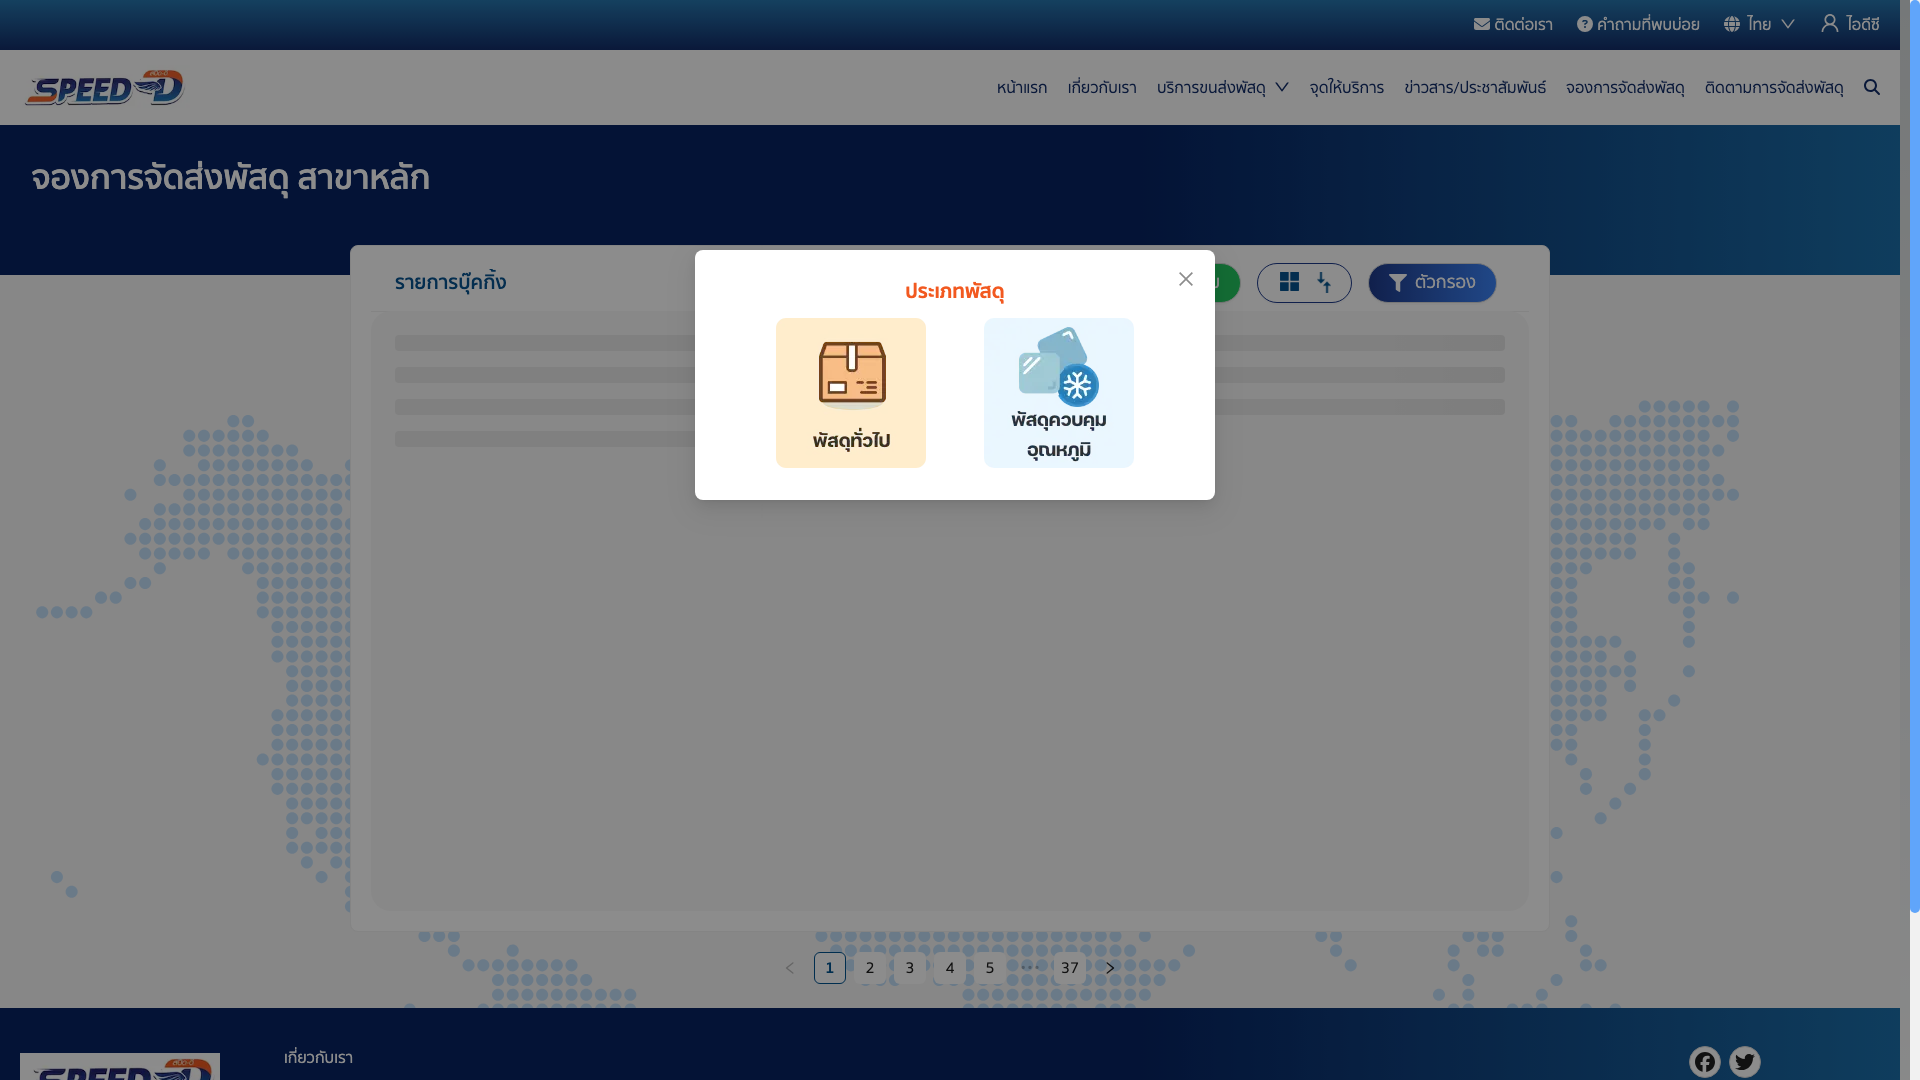 ติดต่อเรา
คำถามที่พบบ่อย
ไทย
ไอดีซี
SPEED-D
หน้าแรก
เกี่ยวกับเรา
บริการขนส่งพัสดุ
จุดให้บริการ
ข่าวสาร/ประชาสัมพันธ์
จองการจัดส่งพัสดุ
ติดตามการจัดส่งพัสดุ
จองการจัดส่งพัสดุ สาขาหลัก
รายการบุ๊คกิ้ง
ตัวกรอง
ประเภทพัสดุ
พัสดุทั่วไป
พัสดุควบคุม
อุณหภูมิ
1
2
3
4
5
•••
37
เกี่ยวกับเรา
SPEED-D